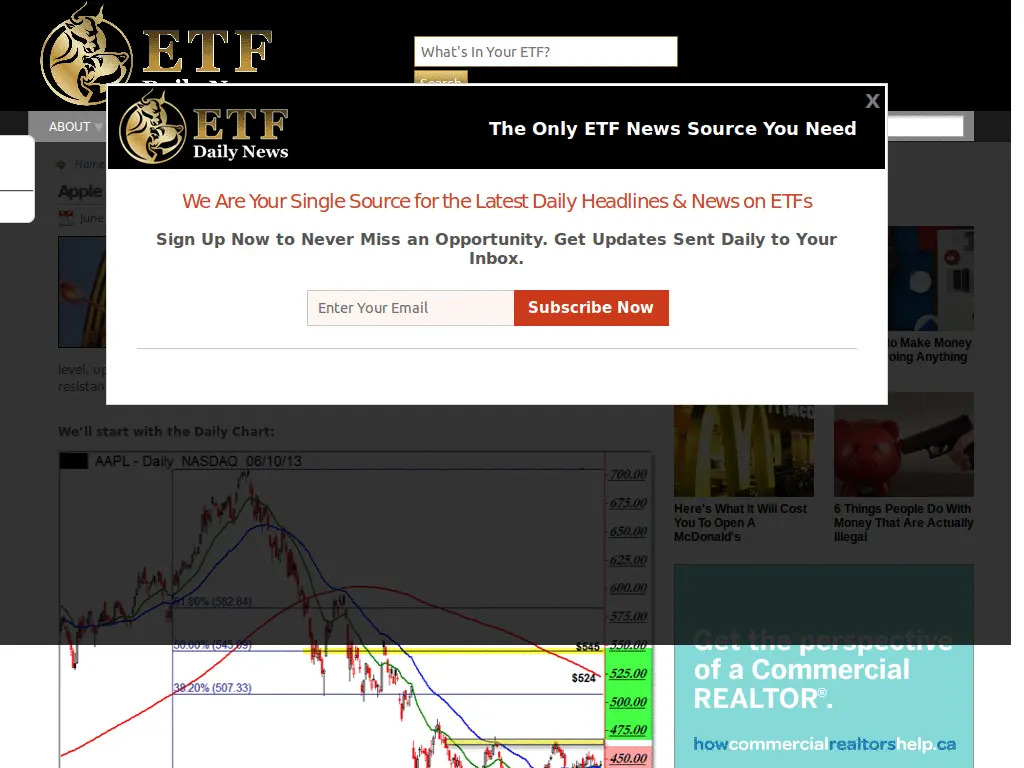 ETF
What's In Your ETF?
Search
ABOUT
X
ETF
Daily News
The Only ETF News Source You Need
Home
Apple
June
We Are Your Single Source for the Latest Daily Headlines & News on ETFs
Sign Up Now to Never Miss an Opportunity. Get Updates Sent Daily to Your
Inbox.
Enter Your Email
Subscribe Now
to Make Money
Doing Anything
level, up
resistan
We'll start with the Daily Chart:
AAPL - Daily NASDAQ 06/10/13
700.00
675.00
650.00
625.00
600.00
575.00
550.00
525.00
500.00
475.00
450.00
61.80% (582.84)
50.00% (545.09)
38.20% (507.33)
$545
$524
Here's What It Will Cost
You To Open A
McDonald's
6 Things People Do With
Money That Are Actually
Illegal
Get the perspective
of a Commercial
REALTOR®.
howcommercialrealtorshelp.ca